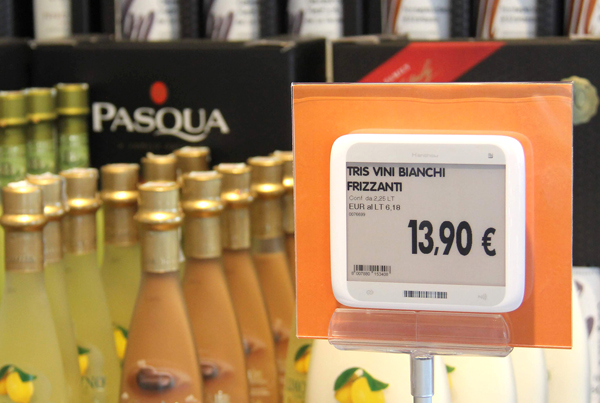 PASQUA
TRIS VINI BIANCHI
FRIZZANTI
Conf da 2,25 LT
EUR al LT 6,18
13,90 €